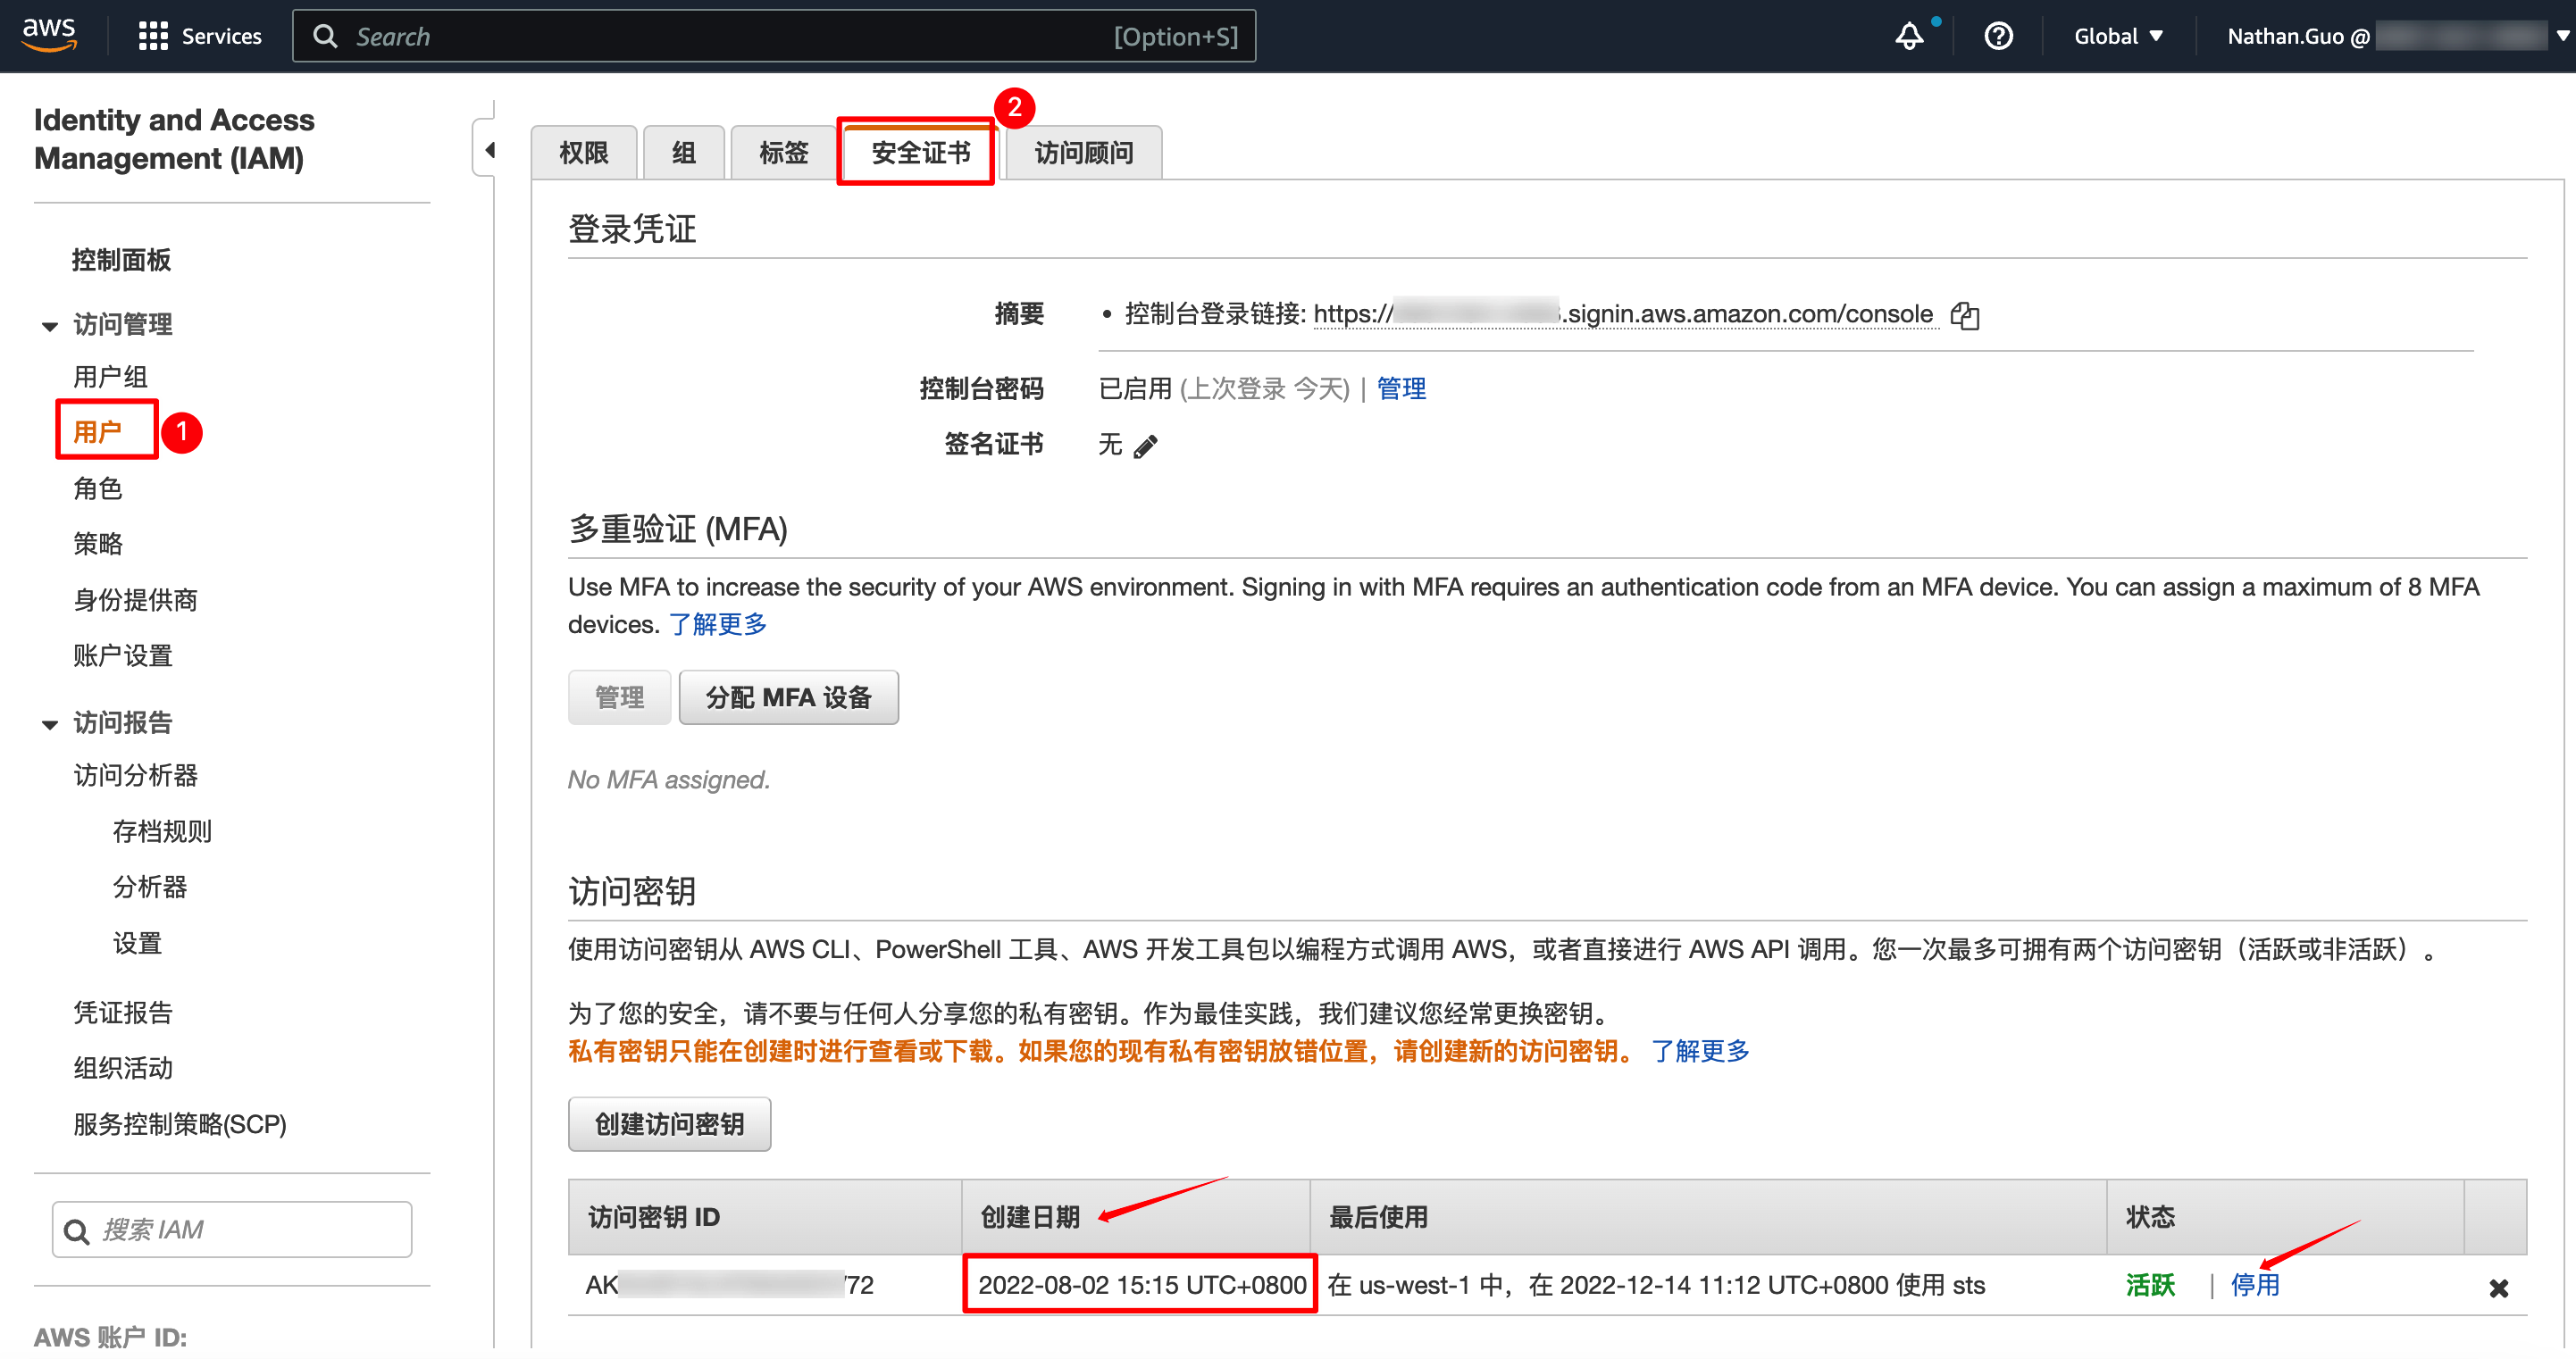 aws
Services
Search
[Option+S]
Global
Nathan.Guo @
Identity and Access
Management (IAM)
控制面板
访问管理
用户组
用户
1
角色
策略
身份提供商
账户设置
访问报告
访问分析器
存档规则
分析器
设置
凭证报告
组织活动
服务控制策略(SCP)
搜索 IAM
AWS 账户 ID:
权限
组
标签
安全证书
2
访问顾问
登录凭证
摘要
• 控制台登录链接: https:// .signin.aws.amazon.com/console
控制台密码
已启用 (上次登录 今天) | 管理
签名证书
无
多重验证 (MFA)
Use MFA to increase the security of your AWS environment. Signing in with MFA requires an authentication code from an MFA device. You can assign a maximum of 8 MFA
devices. 了解更多
管理
分配 MFA 设备
No MFA assigned.
访问密钥
使用访问密钥从 AWS CLI、PowerShell 工具、AWS 开发工具包以编程方式调用 AWS，或者直接进行 AWS API 调用。您一次最多可拥有两个访问密钥（活跃或非活跃）。
为了您的安全，请不要与任何人分享您的私有密钥。作为最佳实践，我们建议您经常更换密钥。
私有密钥只能在创建时进行查看或下载。如果您的现有私有密钥放错位置，请创建新的访问密钥。 了解更多
创建访问密钥
访问密钥 ID
创建日期
最后使用
状态
AK 72
2022-08-02 15:15 UTC+0800
在 us-west-1 中，在 2022-12-14 11:12 UTC+0800 使用 sts
活跃 | 停用